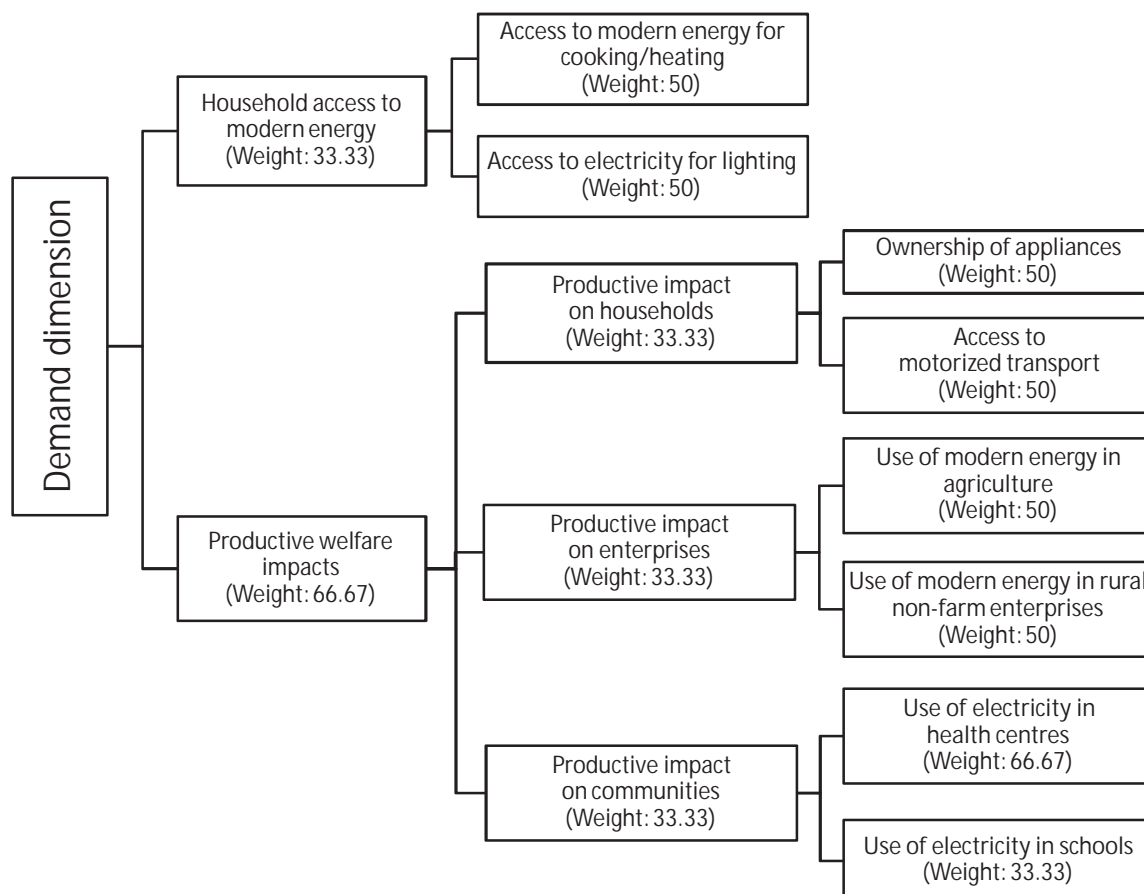 Demand dimension
Household access to
modern energy
(Weight: 33.33)
Access to modern energy for
cooking/heating
(Weight: 50)
Access to electricity for lighting
(Weight: 50)
Productive welfare
impacts
(Weight: 66.67)
Productive impact
on households
(Weight: 33.33)
Ownership of appliances
(Weight: 50)
Access to
motorized transport
(Weight: 50)
Productive impact
on enterprises
(Weight: 33.33)
Use of modern energy in
agriculture
(Weight: 50)
Use of modern energy in rural
non-farm enterprises
(Weight: 50)
Productive impact
on communities
(Weight: 33.33)
Use of electricity in
health centres
(Weight: 66.67)
Use of electricity in schools
(Weight: 33.33)